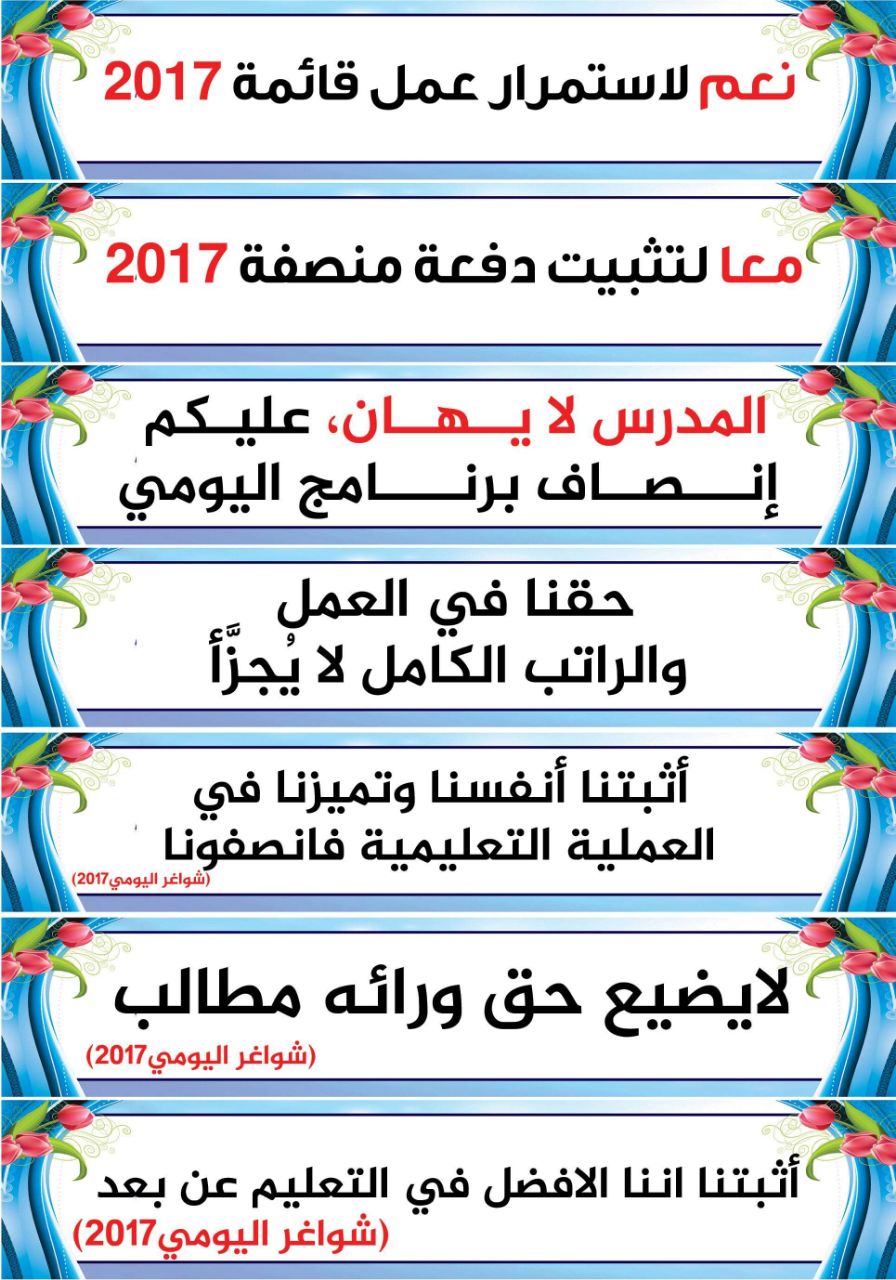 نعم لاستمرار عمل قائمة 2017
معا لتثبيت دفعة منصفة 2017
المدرس لا يـــهـــان، عليـكم
إنـــصــاف برنـــــامج اليومي
حقنا في العمل
والراتب الكامل لا يُجزَّأ
أثبتنا أنفسنا وتميزنا في
العملية التعليمية فانصفونا
(شواغر اليومي2017)
لايضيع حق ورائه مطالب
(شواغر اليومي2017)
أثبتنا اننا الافضل في التعليم عن بعد
(شواغر اليومي2017)